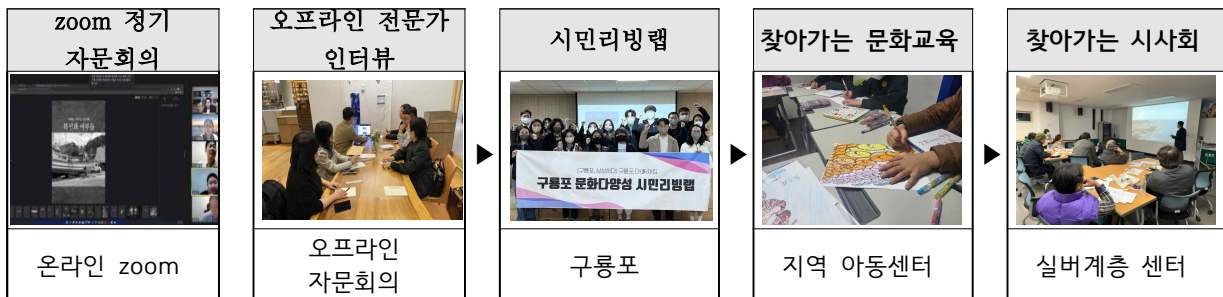 zoom 정기
자문회의
오프라인 전문가
인터뷰
시민리빙랩
찾아가는 문화교육
찾아가는 시사회
구룡포 문화다양성 시민리빙랩
▶
▶
▶
온라인 zoom
오프라인
자문회의
구룡포
지역 아동센터
실버계층 센터